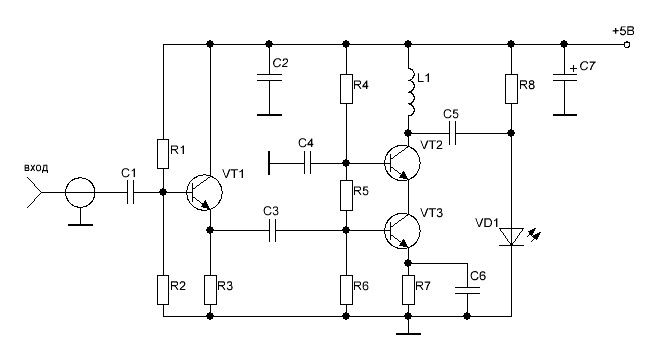 +5В
C2
C7
R4
L1
R8
C5
C4
VT2
R1
вход
C1
VT1
R5
C3
VT3
VD1
C6
R2
R3
R6
R7